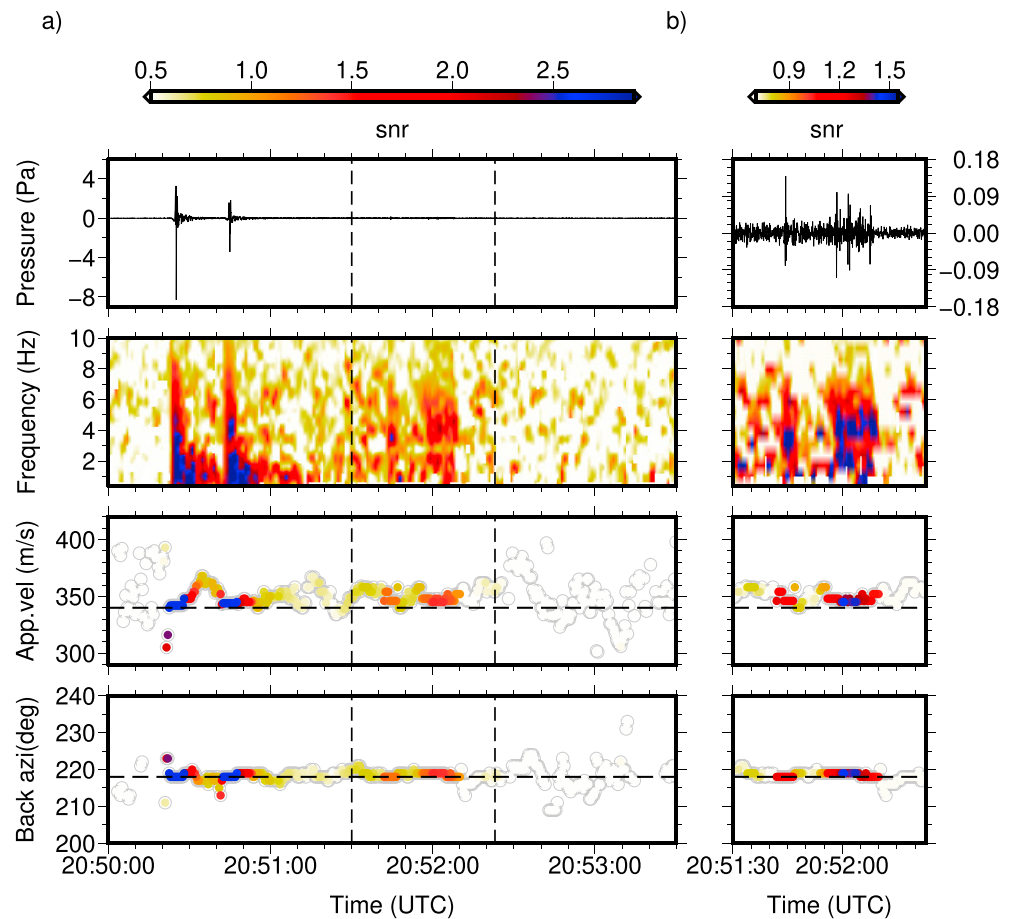 a) b)
0.5 1.0 1.5 2.0 2.5 0.9 1.2 1.5
snr snr
Pressure (Pa)
4
0
−4
−8
0.18
0.09
0.00
−0.09
−0.18
Frequency (Hz)
10
8
6
4
2
App.vel (m/s)
400
350
300
Back azi(deg)
240
230
220
210
200
20:50:00 20:51:00 20:52:00 20:53:00 20:51:30 20:52:00
Time (UTC) Time (UTC)